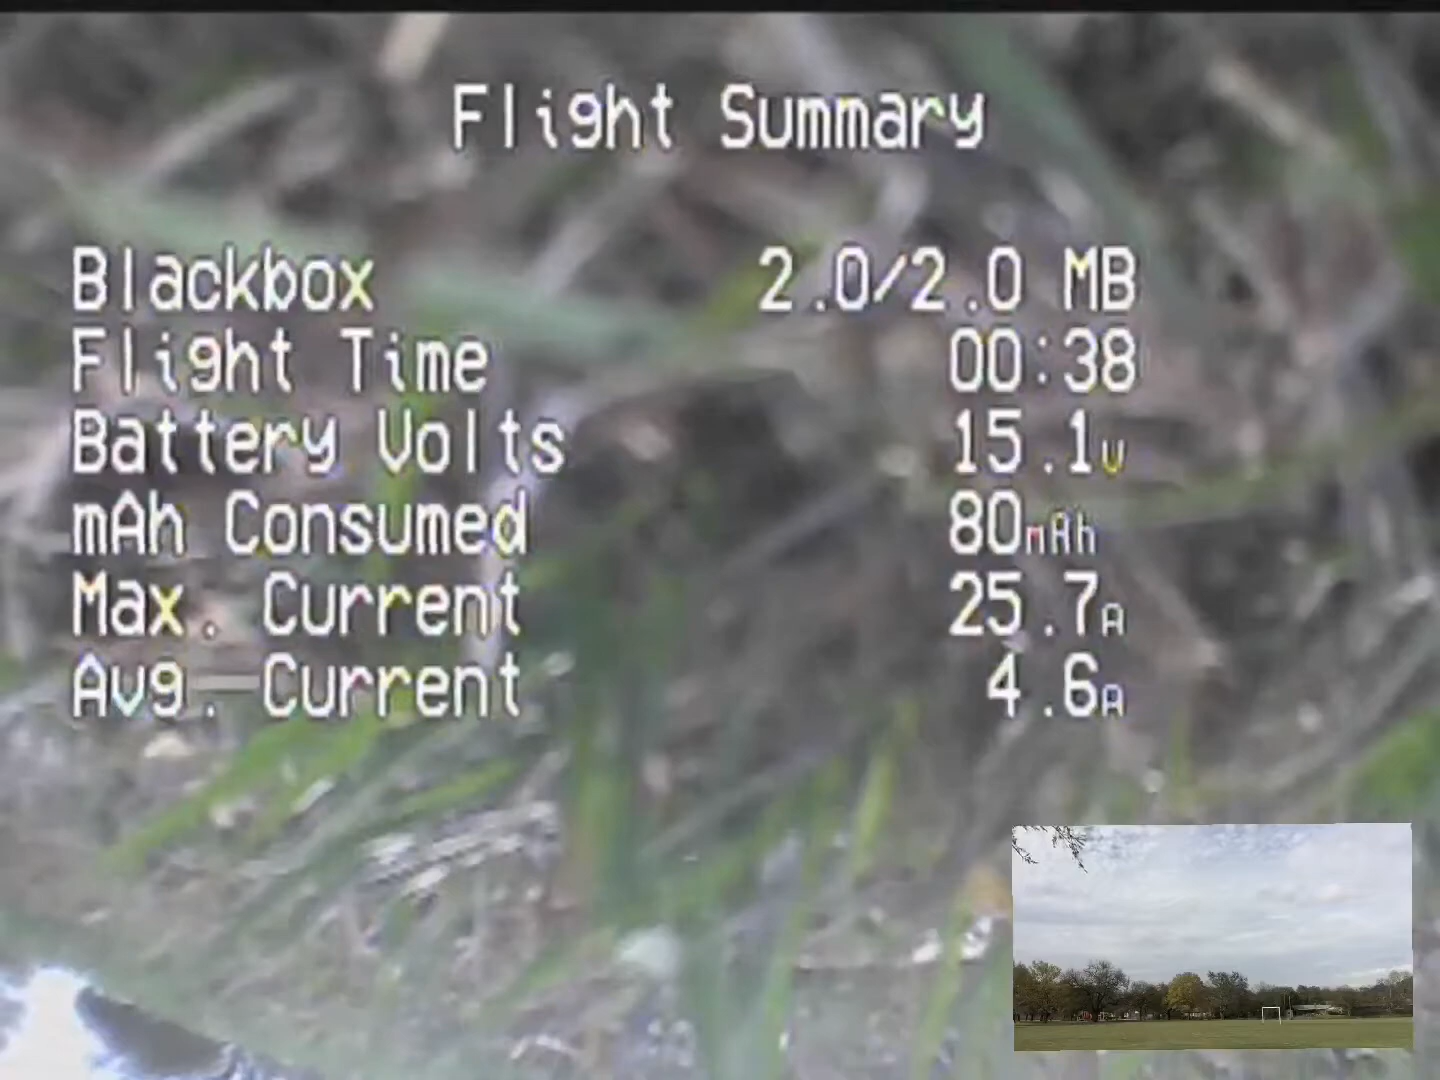 Flight Summary
Blackbox 2.0/2.0 MB
Flight Time 00:38
Battery Volts 15.1v
mAh Consumed 80mAh
Max. Current 25.7A
Avg. Current 4.6A